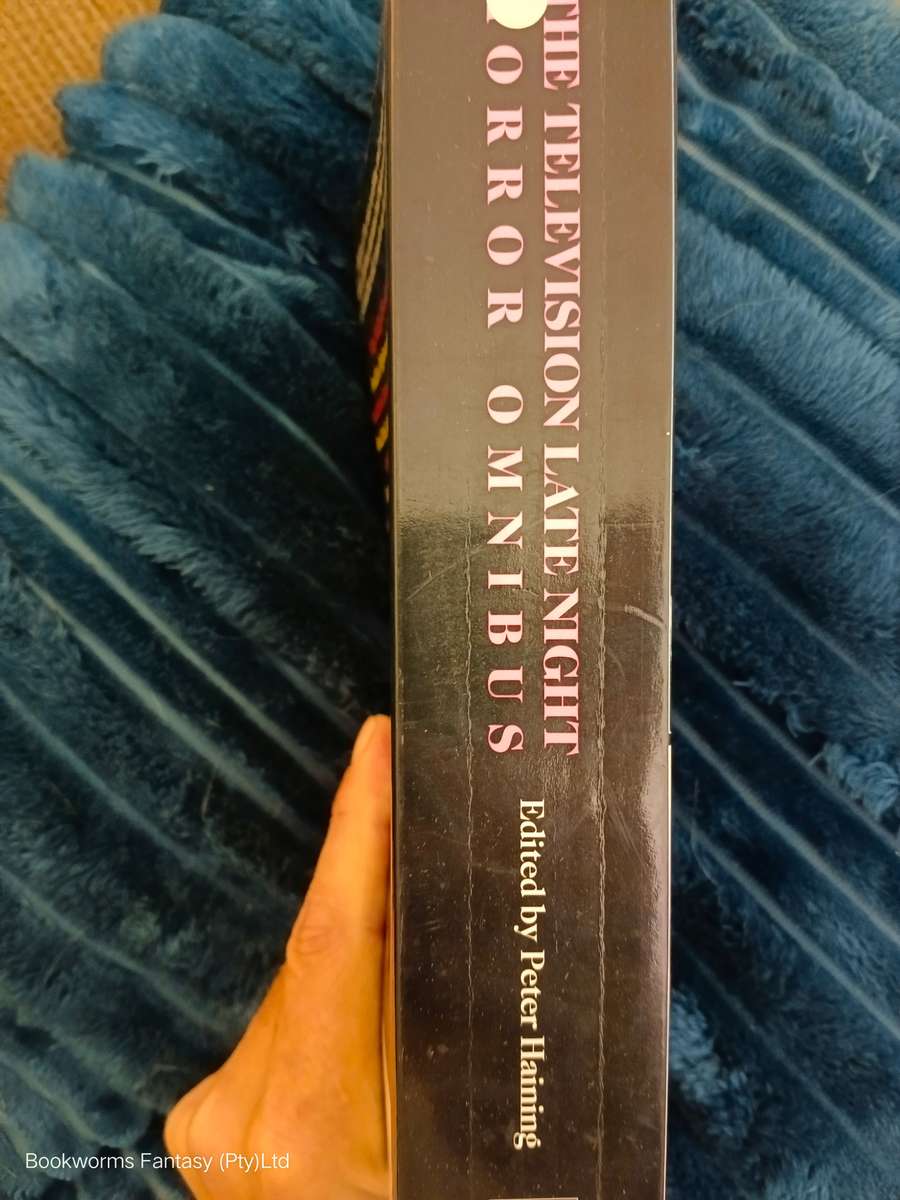 THE TELEVISION LATE NIGHT
ORROR OMNIBUS
Edited by Peter Haining
Bookworms Fantasy (Pty)Ltd